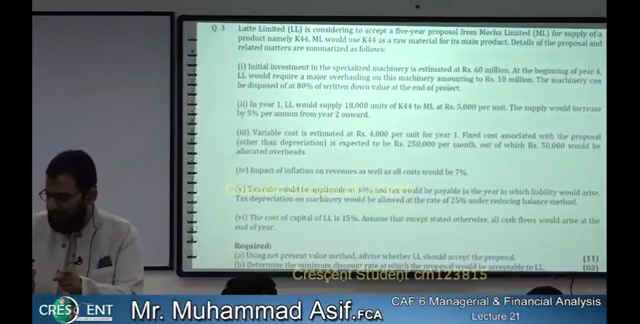 Q. 3 Latte Limited (LL) is considering to accept a five-year proposal from Mocha Limited (ML) for supply of a
product namely K44. ML would use K44 as a raw material for its main product. Details of the proposal and
related matters are summarized as follows:
(i) Initial investment in the specialized machinery is estimated at Rs. 60 million. At the beginning of year 4,
LL would require a major overhauling on this machinery amounting to Rs. 10 million. The machinery can
be disposed of at 80% of written down value at the end of project.
(ii) In year 1, LL would supply 18,000 units of K44 to ML at Rs. 5,000 per unit. The supply would increase
by 5% per annum from year 2 onward.
(iii) Variable cost is estimated at Rs. 4,000 per unit for year 1. Fixed cost associated with the proposal
(other than depreciation) is expected to be Rs. 250,000 per month, out of which Rs. 50,000 would be
allocated overheads.
(iv) Impact of inflation on revenues as well as all costs would be 7%.
(v) Tax rate would be applicable at 30% and tax would be payable in the year in which liability would arise.
Tax depreciation on machinery would be allowed at the rate of 25% under reducing balance method.
(vi) The cost of capital of LL is 15%. Assume that except stated otherwise, all cash flows would arise at the
end of year.
Required:
(a) Using net present value method, advise whether LL should accept the proposal. (11)
(b) Determine the minimum discount rate at which the proposal would be acceptable to LL. (03)
Crescent Student cm123815
CRESCENT
Mr. Muhammad Asif.FCA
CAF 6 Managerial & Financial Analysis
Lecture 21